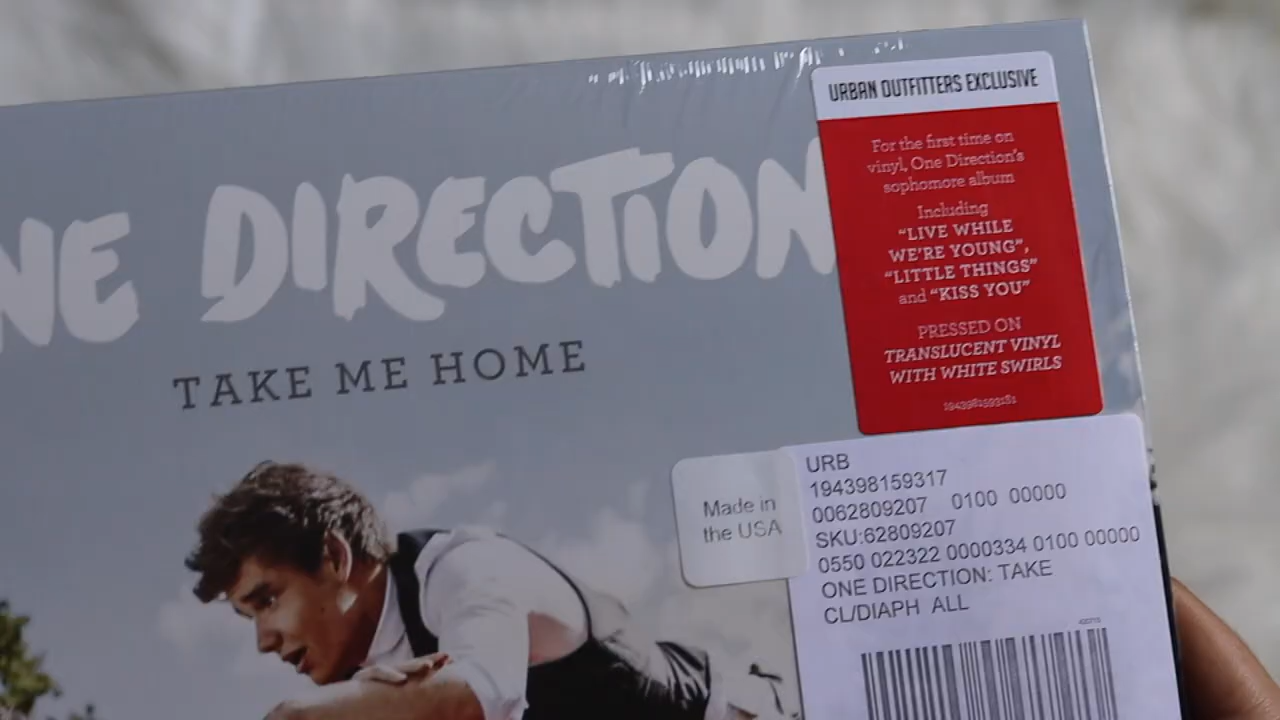 NE DIRECTION
TAKE ME HOME
URBAN OUTFITTERS EXCLUSIVE
For the first time on
vinyl, One Direction's
sophomore album
Including
"LIVE WHILE
WE'RE YOUNG",
"LITTLE THINGS"
and "KISS YOU"
PRESSED ON
TRANSLUCENT VINYL
WITH WHITE SWIRLS
Made in
the USA
URB
194398159317
0062809207 0100 00000
SKU:62809207
0550 022322 0000334 0100 00000
ONE DIRECTION: TAKE
CL/DIAPH ALL